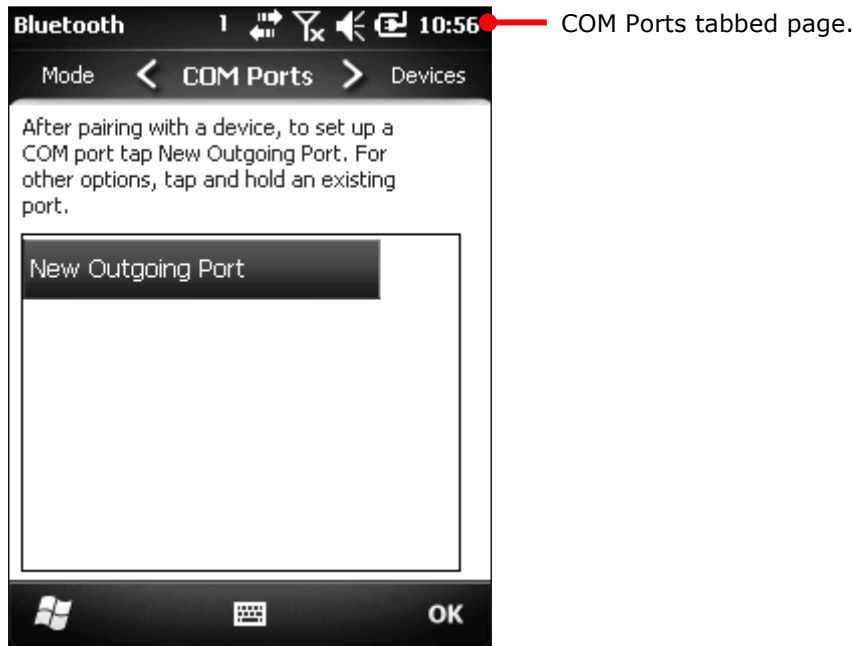 Bluetooth 1 10:56
COM Ports tabbed page.
Mode COM Ports Devices
After pairing with a device, to set up a
COM port tap New Outgoing Port. For
other options, tap and hold an existing
port.
New Outgoing Port
OK